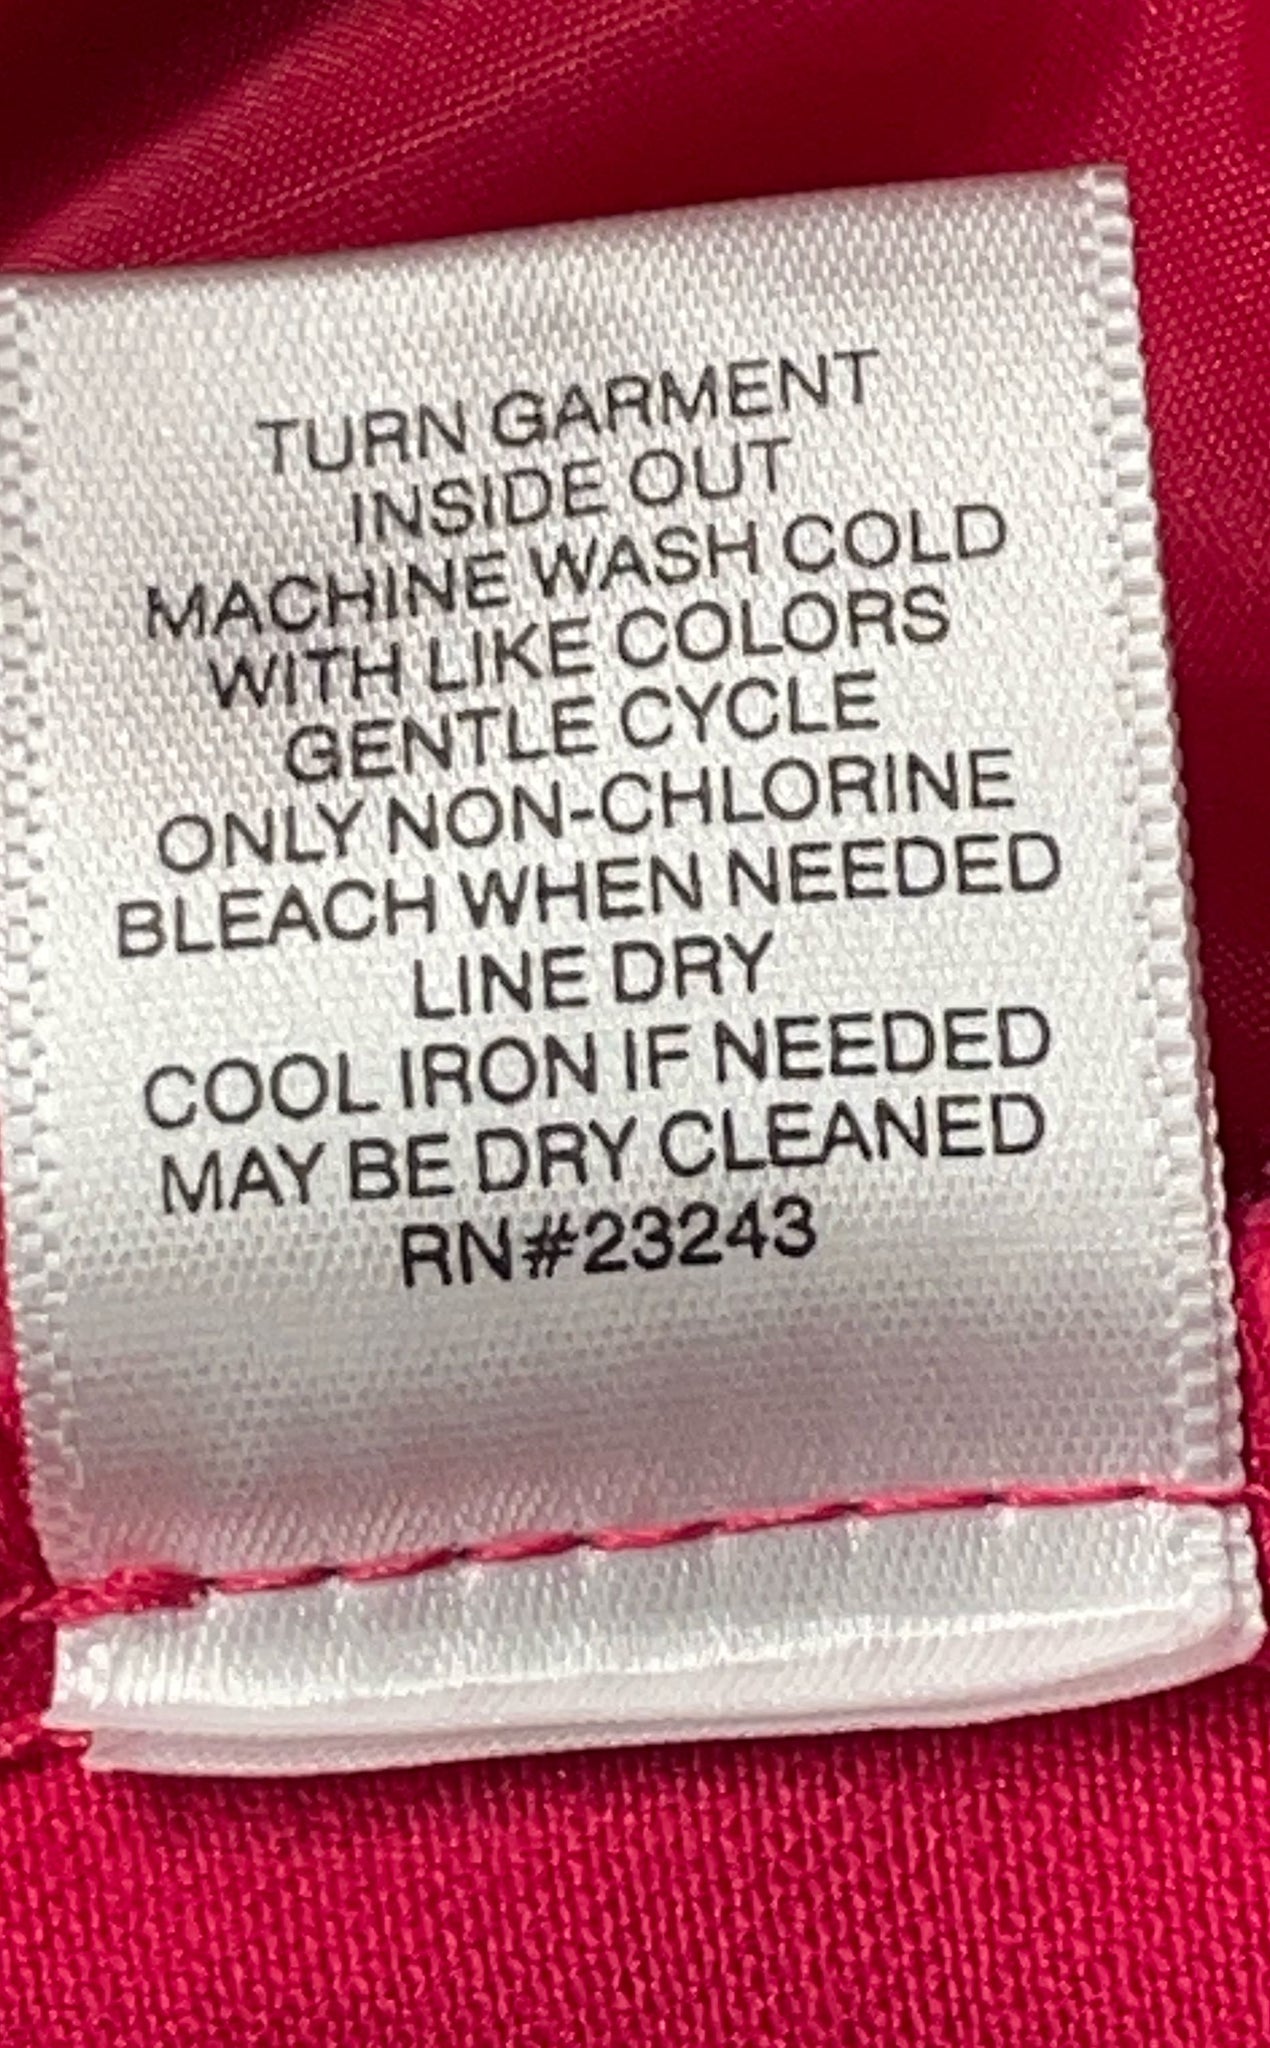 TURN GARMENT
INSIDE OUT
MACHINE WASH COLD
WITH LIKE COLORS
GENTLE CYCLE
ONLY NON-CHLORINE
BLEACH WHEN NEEDED
LINE DRY
COOL IRON IF NEEDED
MAY BE DRY CLEANED
RN#23243